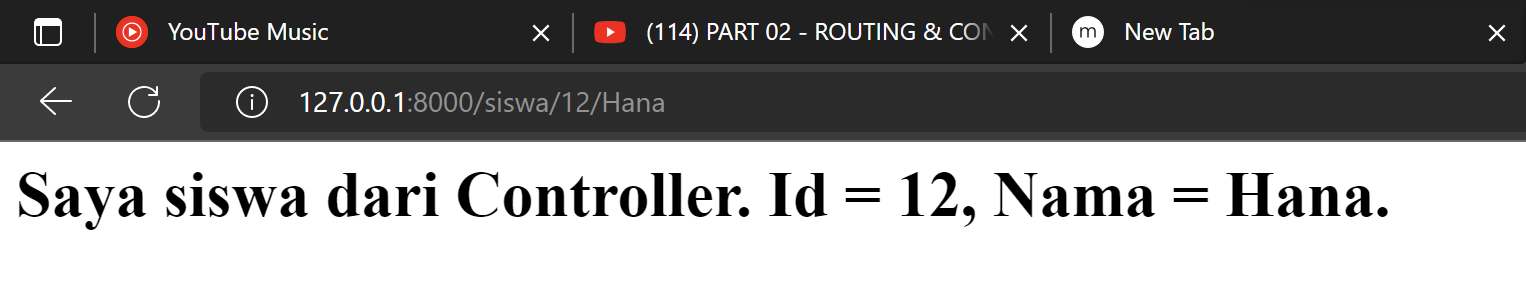 YouTube Music
(114) PART 02 - ROUTING & CON
m New Tab
127.0.0.1:8000/siswa/12/Hana
Saya siswa dari Controller. Id = 12, Nama = Hana.